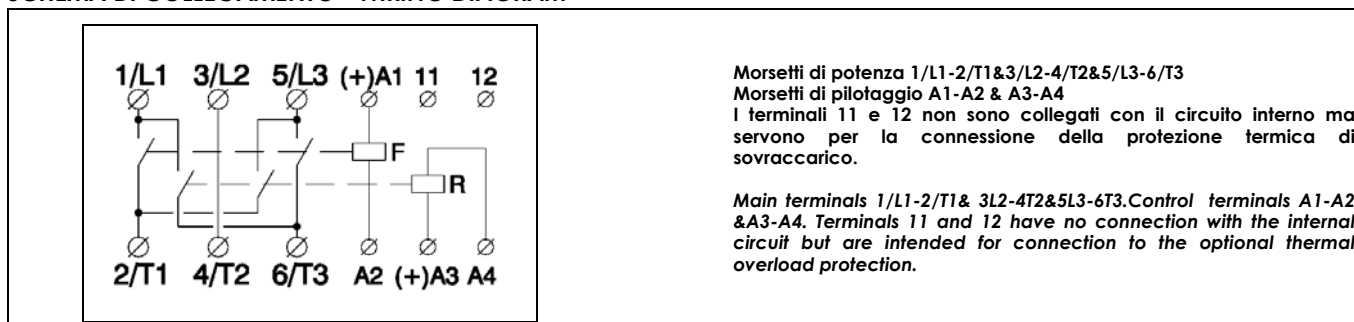 1/L1 3/L2 5/L3 (+)A1 11 12
F
R
2/T1 4/T2 6/T3 A2 (+)A3 A4
Morsetti di potenza 1/L1-2/T1&3/L2-4/T2&5/L3-6/T3
Morsetti di pilotaggio A1-A2 & A3-A4
I terminali 11 e 12 non sono collegati con il circuito interno ma
servono per la connessione della protezione termica di
sovraccarico.
Main terminals 1/L1-2/T1& 3L2-4T2&5L3-6T3.Control terminals A1-A2
&A3-A4. Terminals 11 and 12 have no connection with the internal
circuit but are intended for connection to the optional thermal
overload protection.